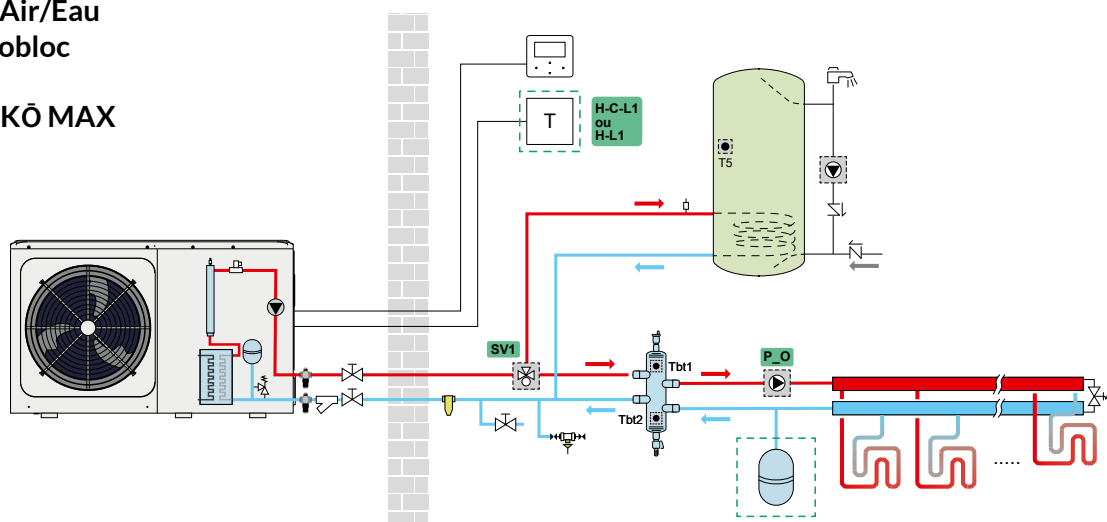 Air/Eau
obloc
KŌ MAX
T
H-C-L1
ou
H-L1
T5
SV1
Tbt1
P_O
Tbt2
.....